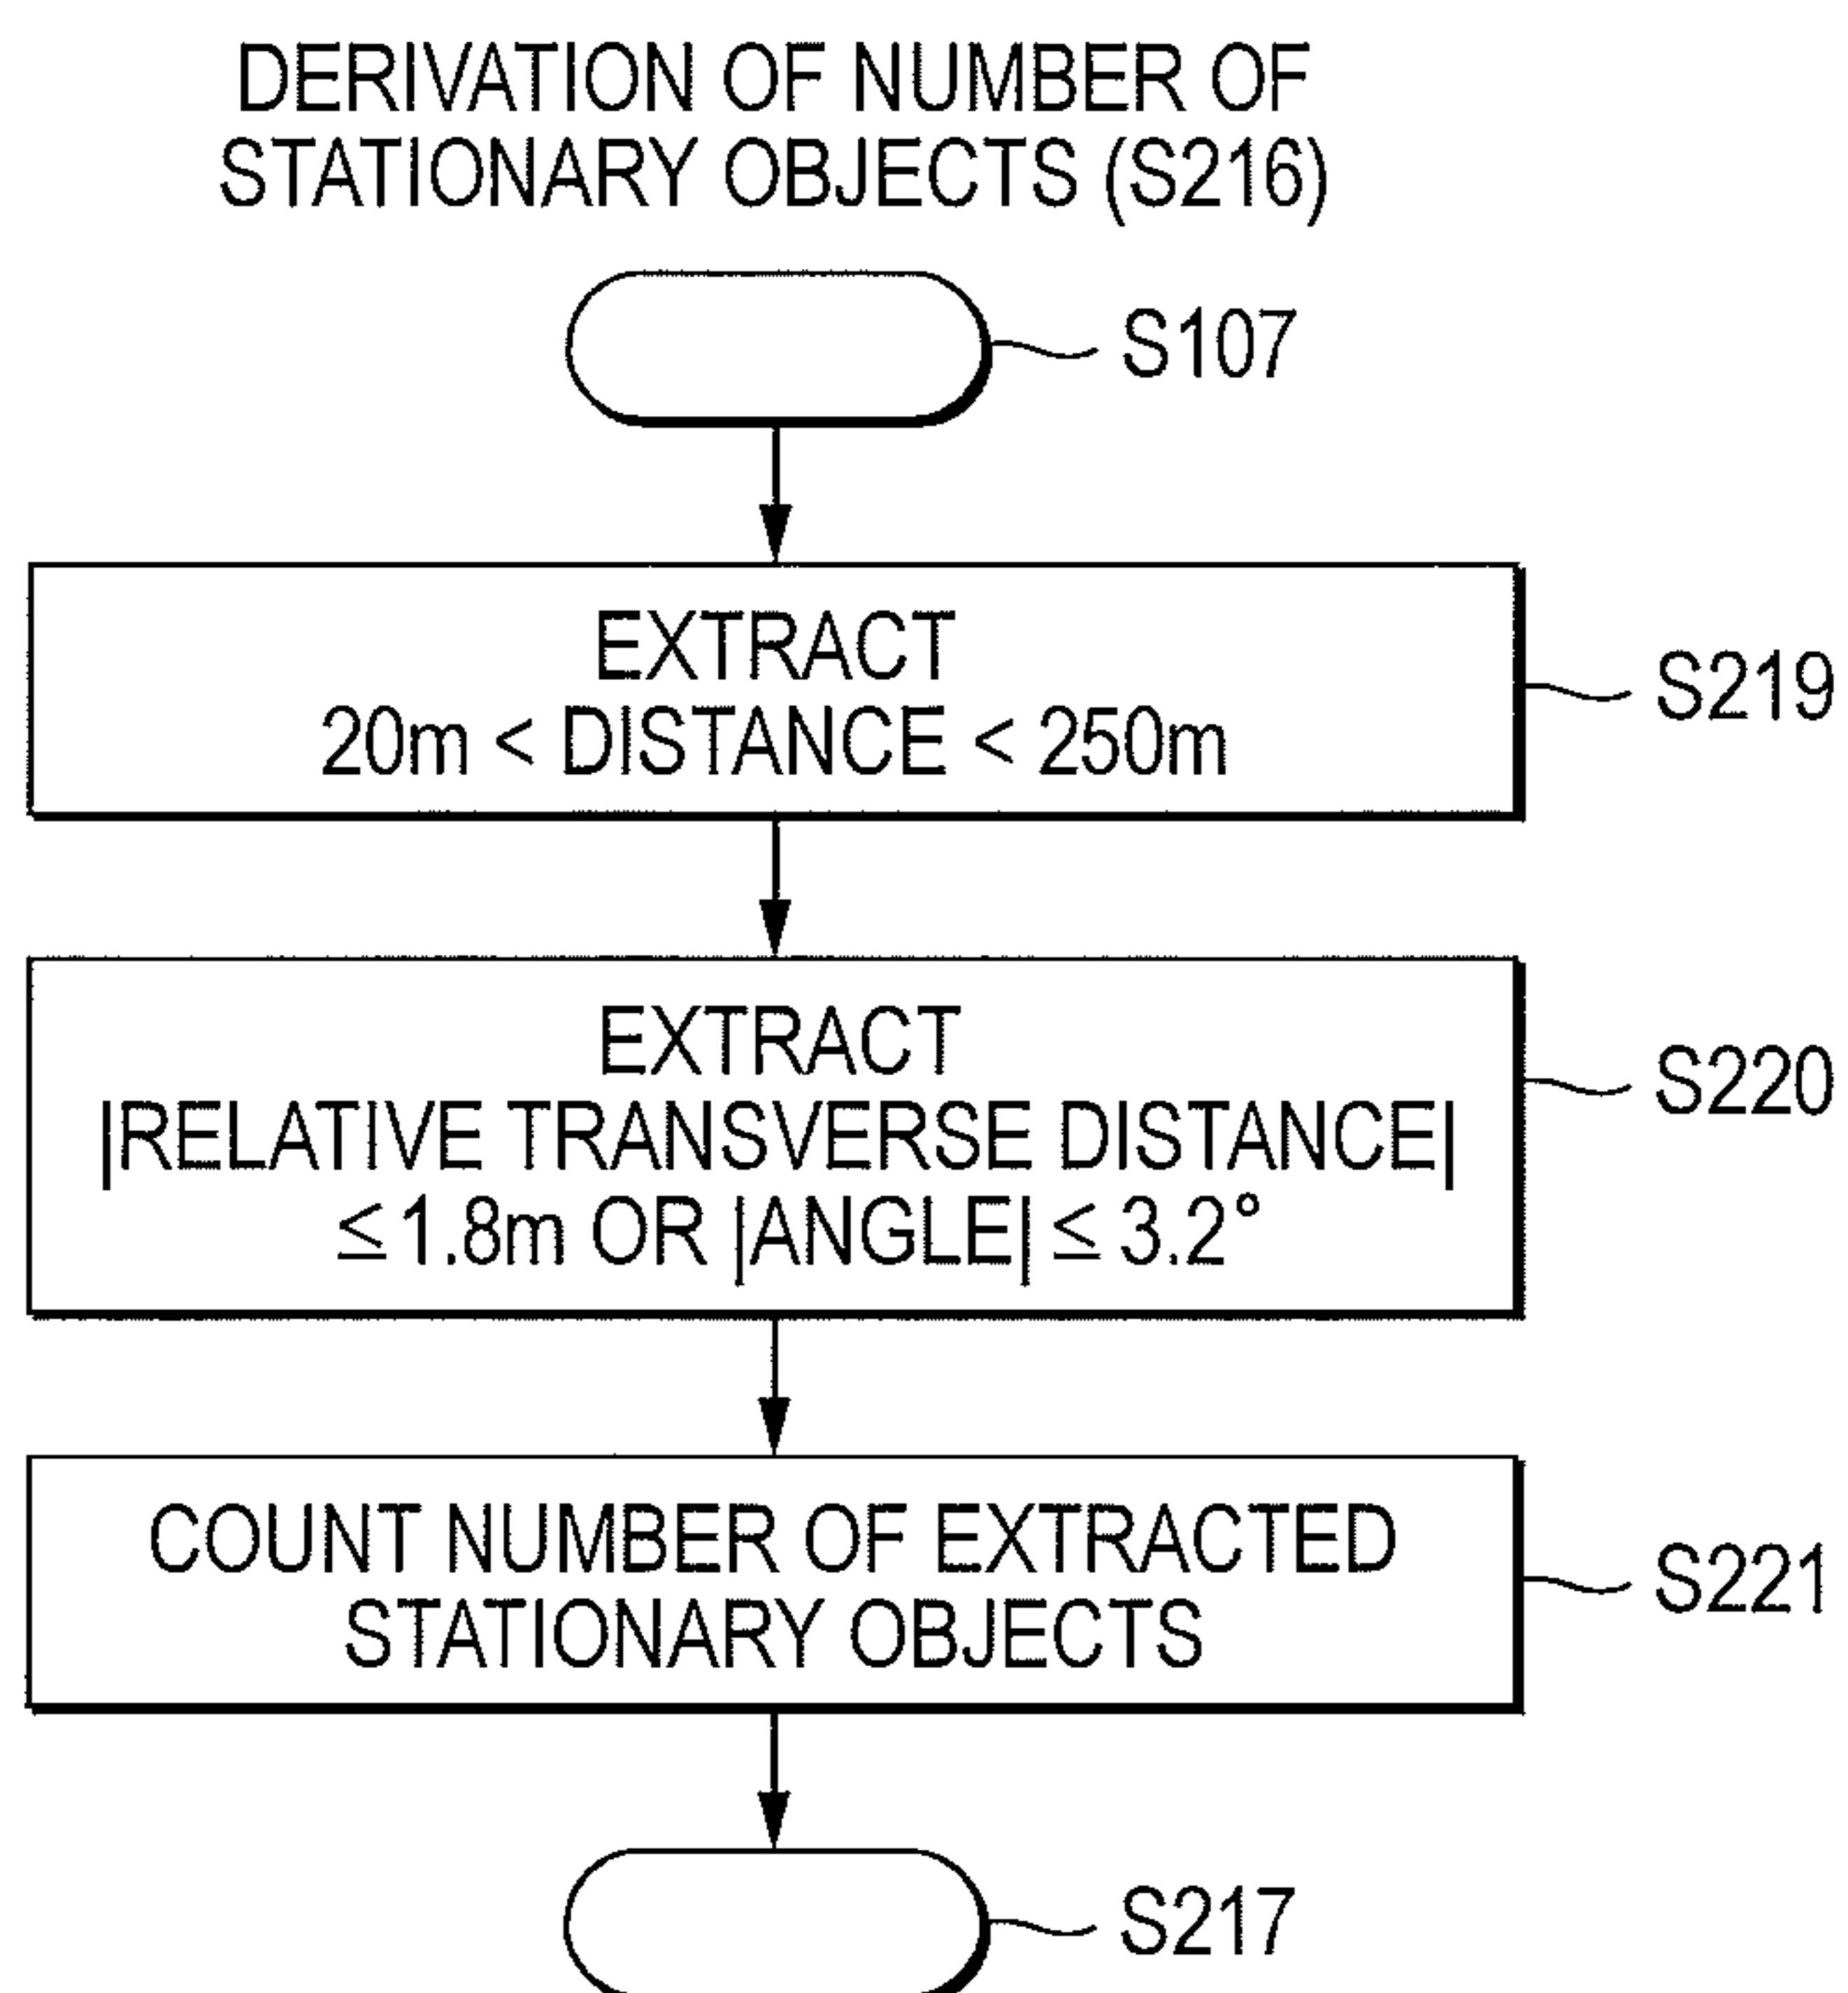 DERIVATION OF NUMBER OF
STATIONARY OBJECTS (S216)
S107
EXTRACT
20m < DISTANCE < 250m
S219
EXTRACT
|RELATIVE TRANSVERSE DISTANCE|
≤ 1.8m OR |ANGLE| ≤ 3.2°
S220
COUNT NUMBER OF EXTRACTED
STATIONARY OBJECTS
S221
S217